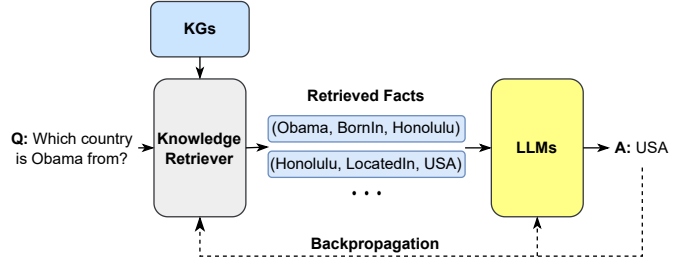 KGs
Retrieved Facts
Q: Which country
is Obama from?
Knowledge
Retriever
(Obama, BornIn, Honolulu)
(Honolulu, LocatedIn, USA)
• • •
LLMs
A: USA
Backpropagation